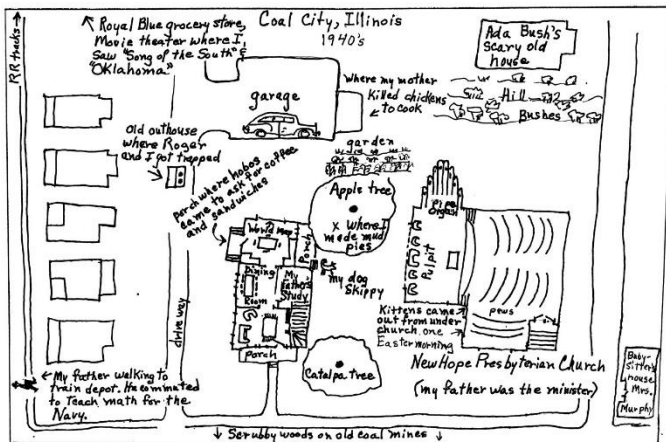 Coal City, Illinois
1940's
RR tracks
Royal Blue grocery store,
Movie theater where I
saw "Song of the South" &
"Oklahoma"
Ada Bush's
scary old
house
garage
where my mother
Killed chickens
to cook
Hill
Bushes
Old outhouse
where Rogar
and I got trapped
garden
porch where hobos
came to ask for coffee
and sandwiches
Apple tree
x where I
made mud
pies
World Map
Porch
Pipe
Organ
Pulpit
pews
Dining
Room
My
Father's
Study
my dog
Skippy
drive way
Kittens came
out from under
church one
Easter morning
Porch
Catalpa tree
New Hope Presbyterian Church
(my father was the minister)
Baby-
sitter's
house
Mrs.
Murphy
My father walking to
train depot. He commuted
to Teach math for the
Navy.
↓ Scrubby woods on old coal mines ↓